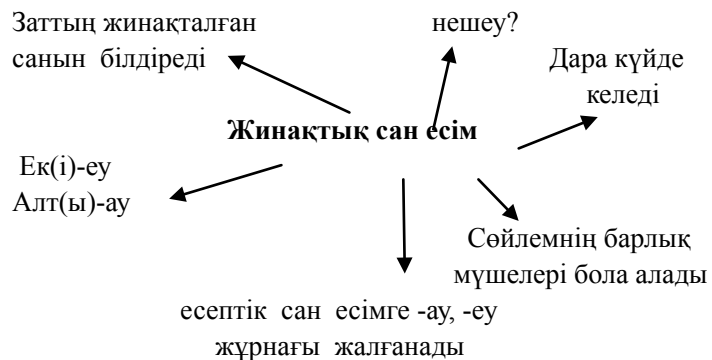 Заттың жинақталған
санын білдіреді
нешеу?
Дара күйде
келеді
Жинақтық сан есім
Ек(і)-еу
Алт(ы)-ау
Сөйлемнің барлық
мүшелері бола алады
есептік сан есімге -ау, -еу
жұрнағы жалғанады